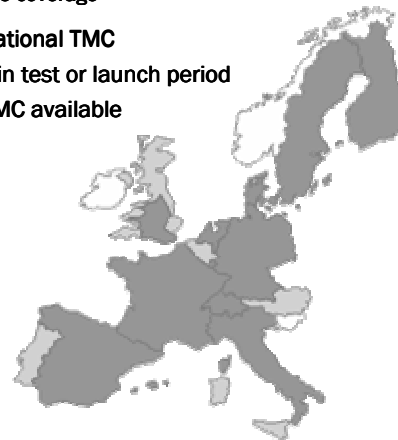 coverage
ational TMC
in test or launch period
MC available